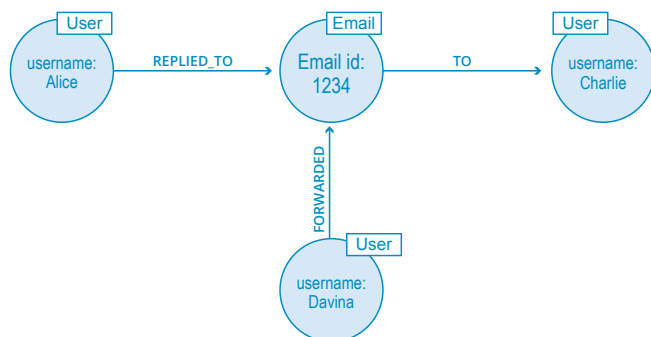 User
username:
Alice
REPLIED_TO
Email
Email id:
1234
TO
User
username:
Charlie
FORWARDED
User
username:
Davina